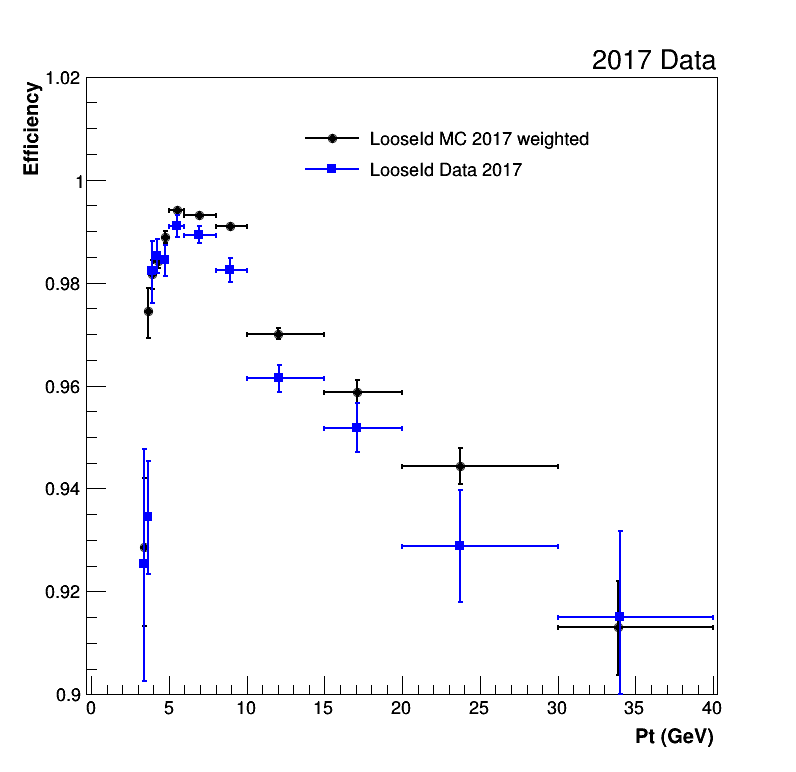 2017 Data
1.02
Efficiency
LooseId MC 2017 weighted
LooseId Data 2017
1
0.98
0.96
0.94
0.92
0.9
0 5 10 15 20 25 30 35 40
Pt (GeV)